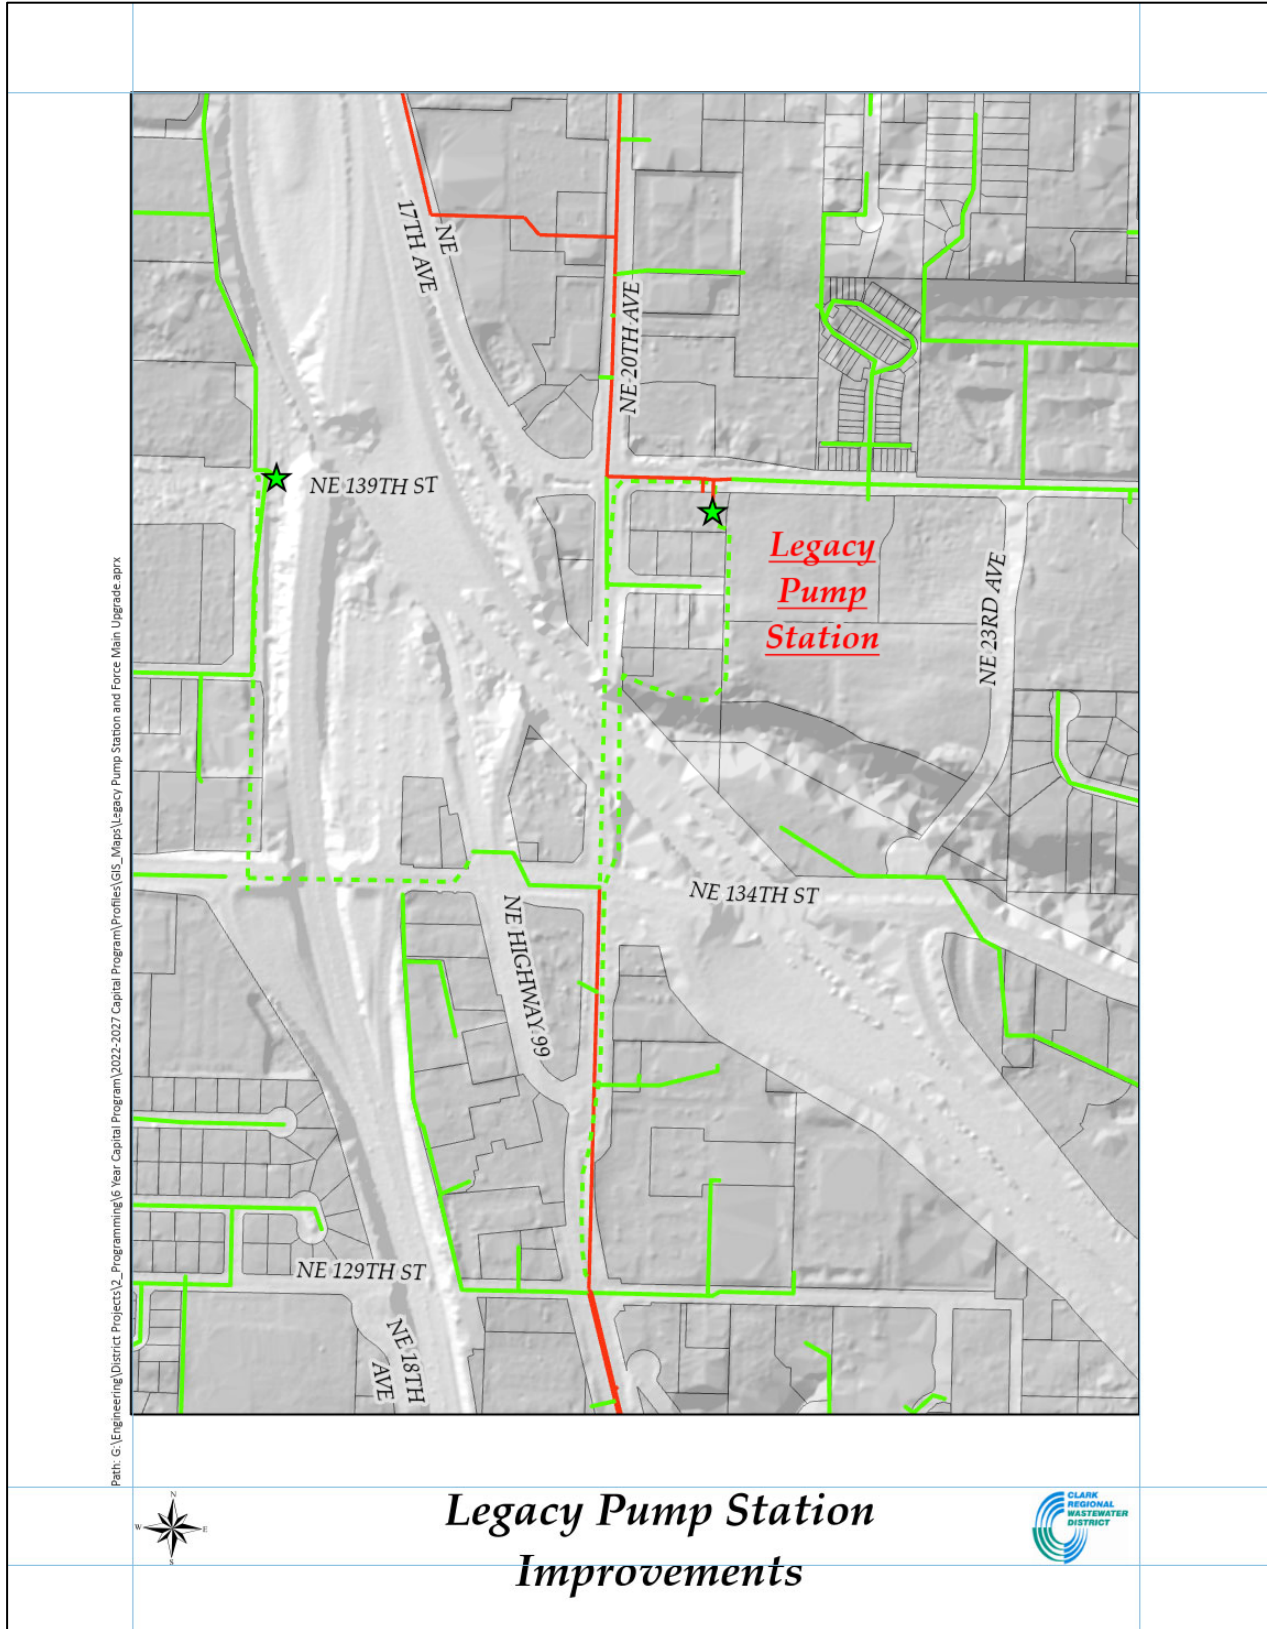 NE
17TH AVE
NE 20TH AVE
NE 139TH ST
Legacy
Pump
Station
NE 23RD AVE
NE 134TH ST
NE HIGHWAY 99
NE 129TH ST
NE 18TH
AVE
Path: G:\Engineering\District Projects\2_Programming\6 Year Capital Program\2022-2027 Capital Program\Profiles\GIS_Maps\Legacy Pump Station and Force Main Upgrade.aprx
N
W
E
S
Legacy Pump Station
Improvements
CLARK
REGIONAL
WASTEWATER
DISTRICT